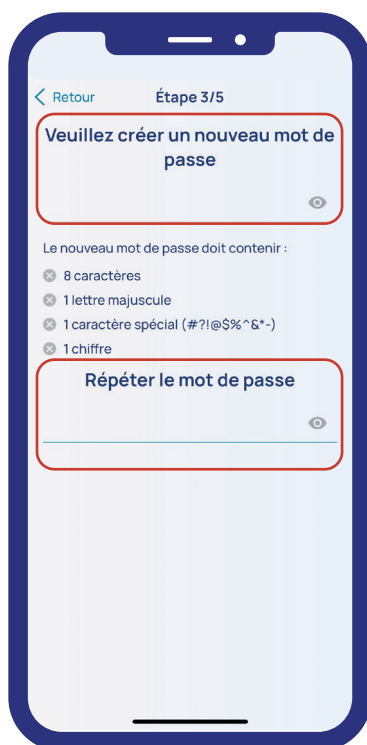 Retour Étape 3/5
Veuillez créer un nouveau mot de
passe
Le nouveau mot de passe doit contenir :
8 caractères
1 lettre majuscule
1 caractère spécial (#?!@$%^&*-)
1 chiffre
Répéter le mot de passe